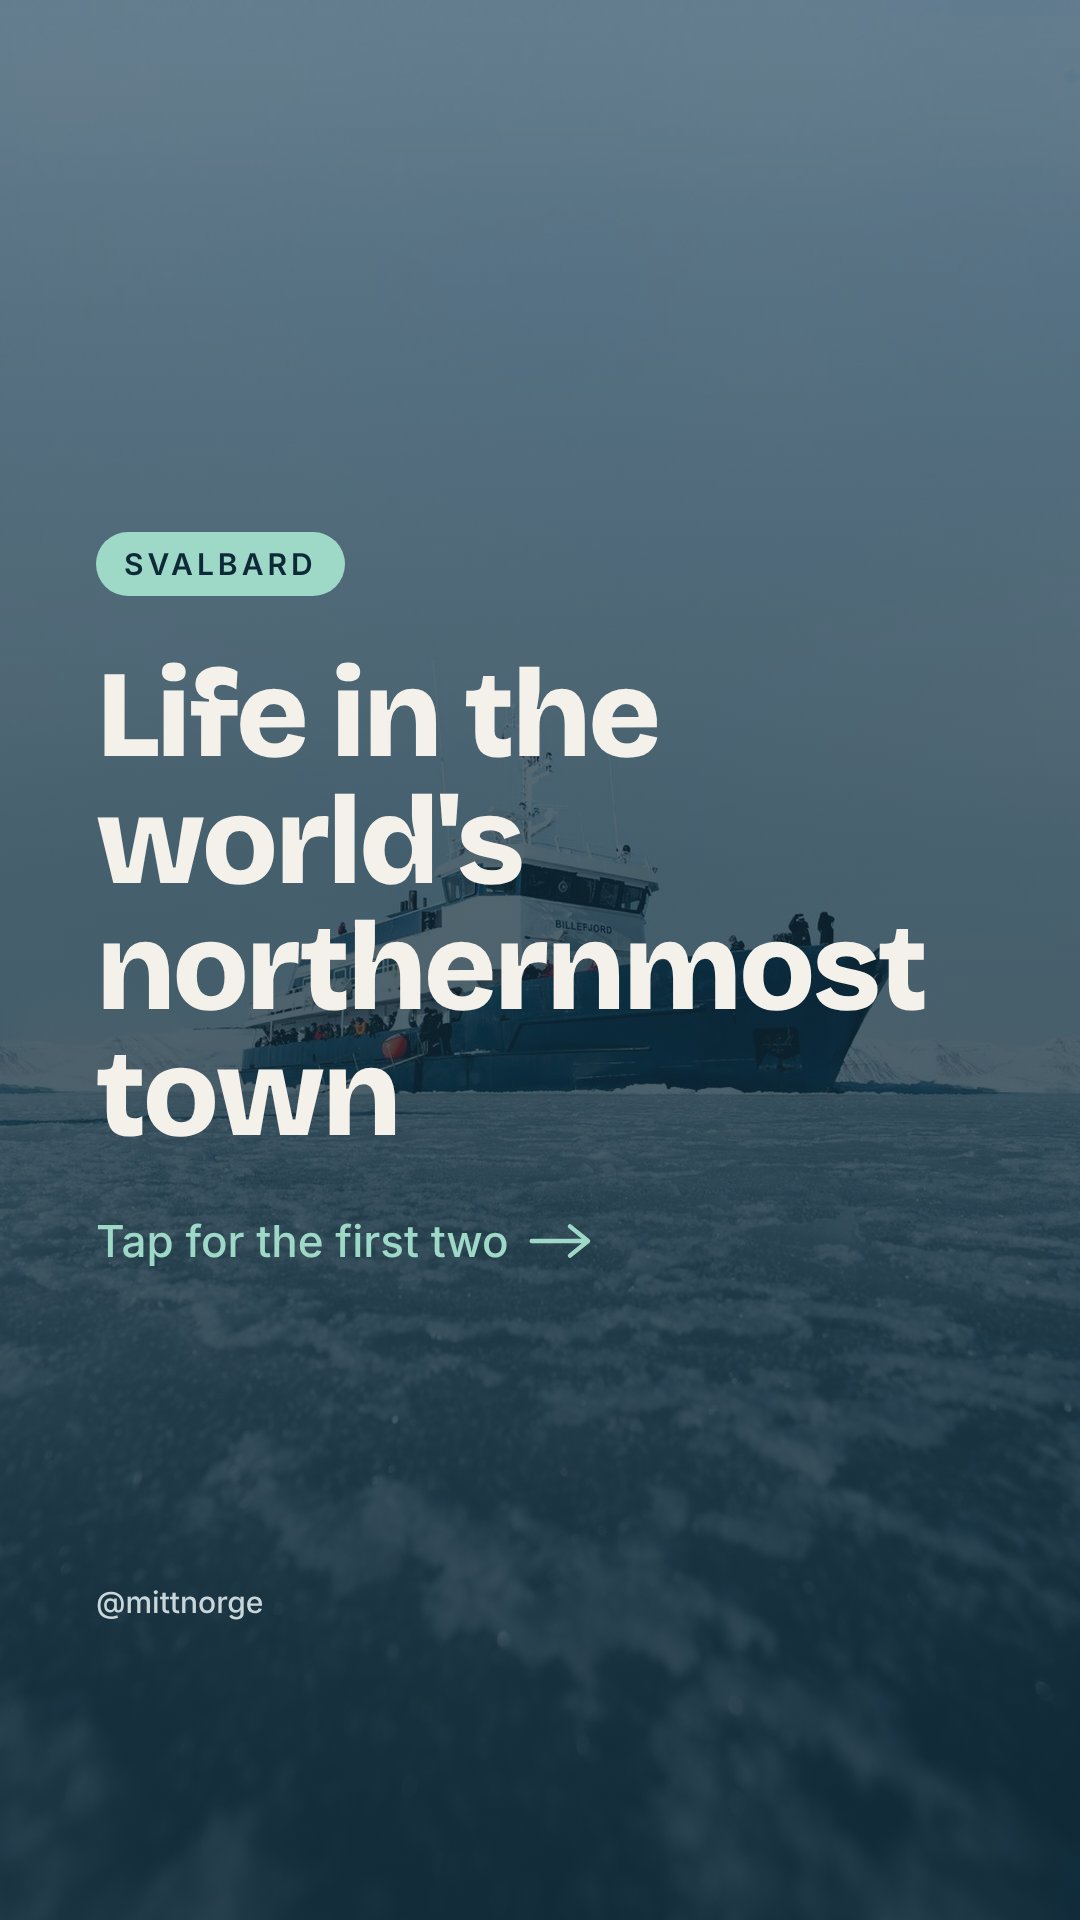 SVALBARD
Life in the
world's
BILLEFJORD
northernmost
town
Tap for the first two →
@mittnorge